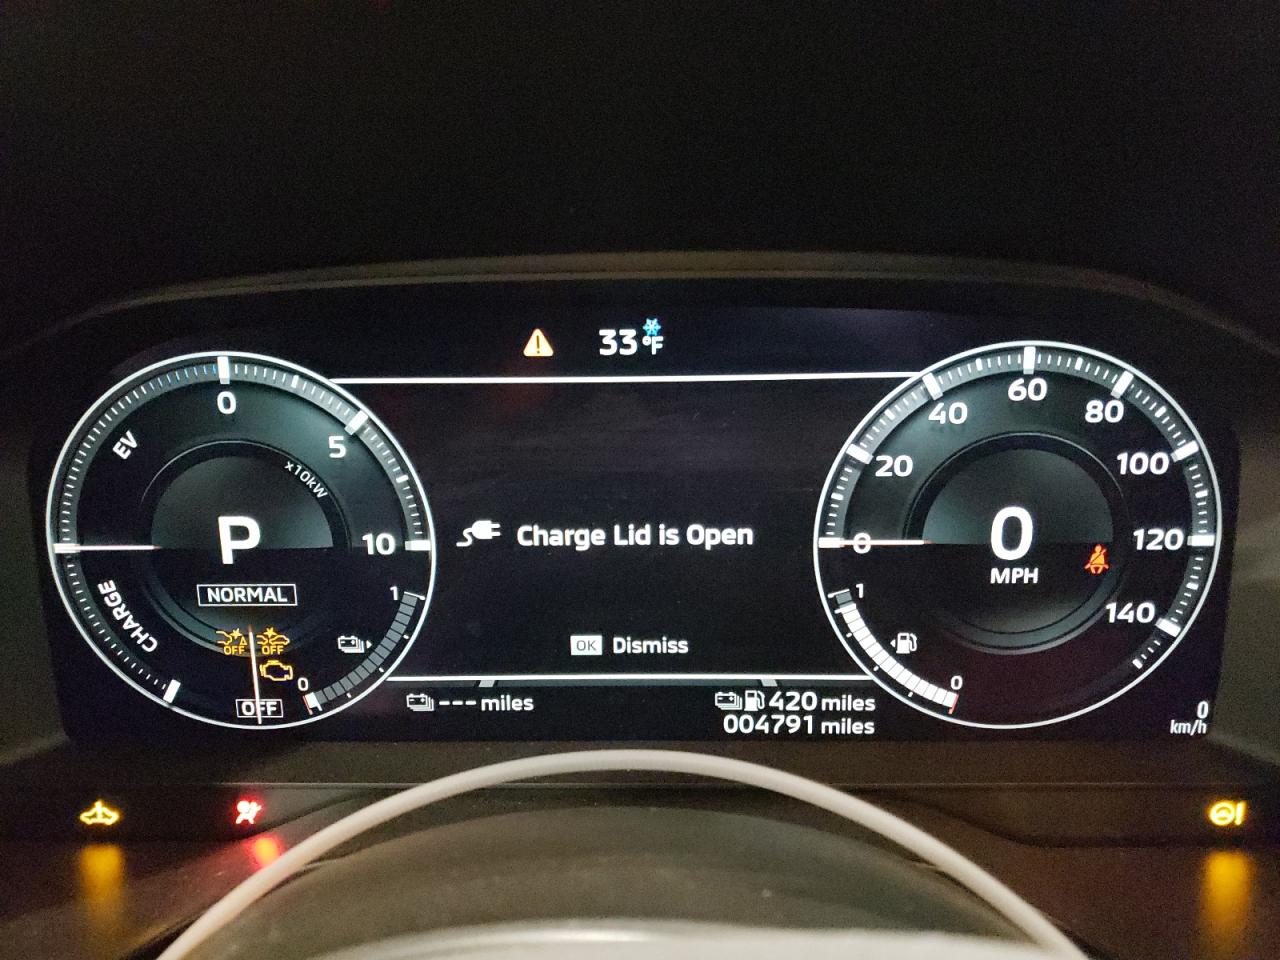 33°F
0
5
10
x10kW
EV
CHARGE
P
NORMAL
OFF OFF
OFF
1
0
Charge Lid is Open
OK Dismiss
--- miles
420 miles
004791 miles
0
20
40
60
80
100
120
140
0
MPH
1
0
0
km/h